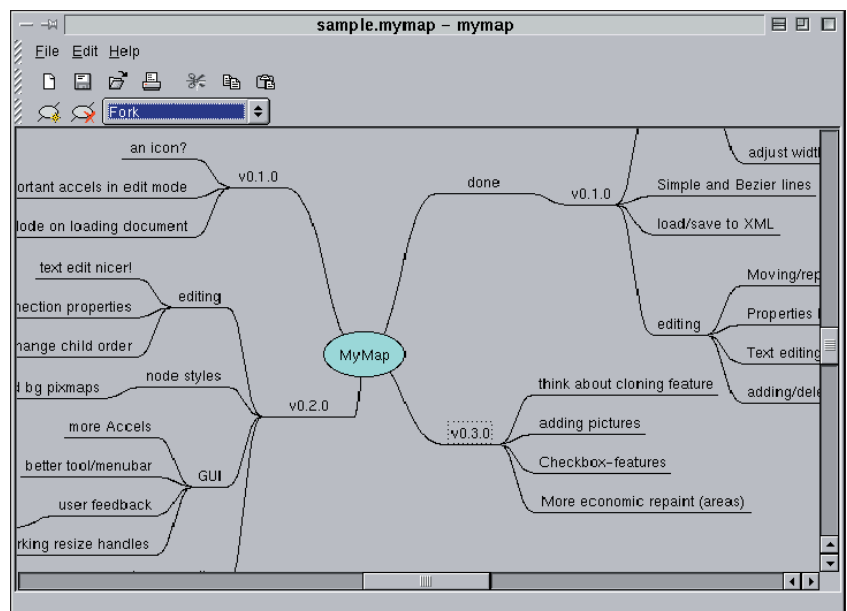 sample.mymap – mymap
File Edit Help
Fork
an icon?
v0.1.0
ortant accels in edit mode
lode on loading document
text edit nicer!
editing
nection properties
hange child order
node styles
d bg pixmaps
v0.2.0
more Accels
better tool/menubar
GUI
user feedback
rking resize handles
MyMap
done
v0.1.0
adjust widt
Simple and Bezier lines
load/save to XML
editing
Moving/rep
Properties
Text editing
adding/dele
v0.3.0
think about cloning feature
adding pictures
Checkbox–features
More economic repaint (areas)